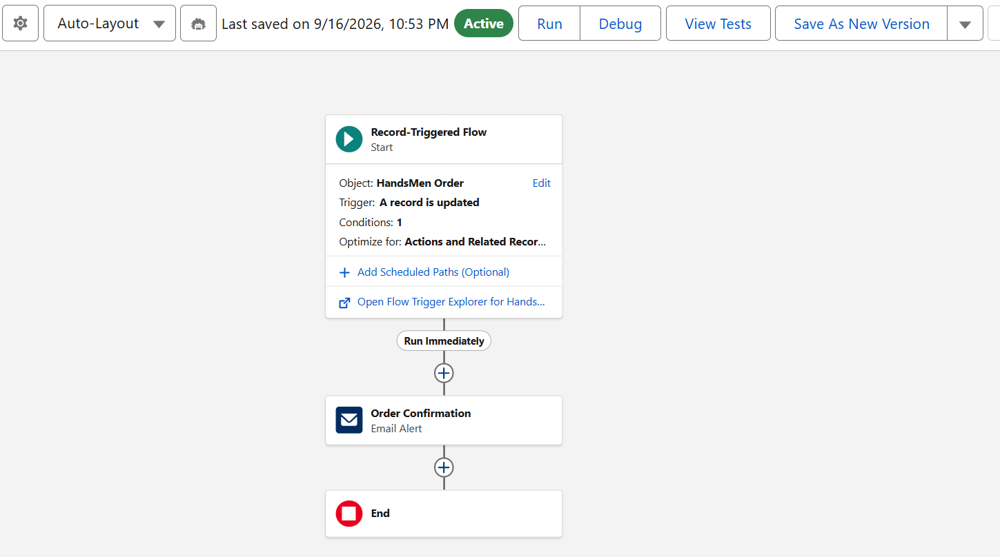 Auto-Layout Last saved on 9/16/2026, 10:53 PM Active Run Debug View Tests Save As New Version
Record-Triggered Flow
Start
Object: HandsMen Order Edit
Trigger: A record is updated
Conditions: 1
Optimize for: Actions and Related Recor...
Add Scheduled Paths (Optional)
Open Flow Trigger Explorer for Hands...
Run Immediately
Order Confirmation
Email Alert
End